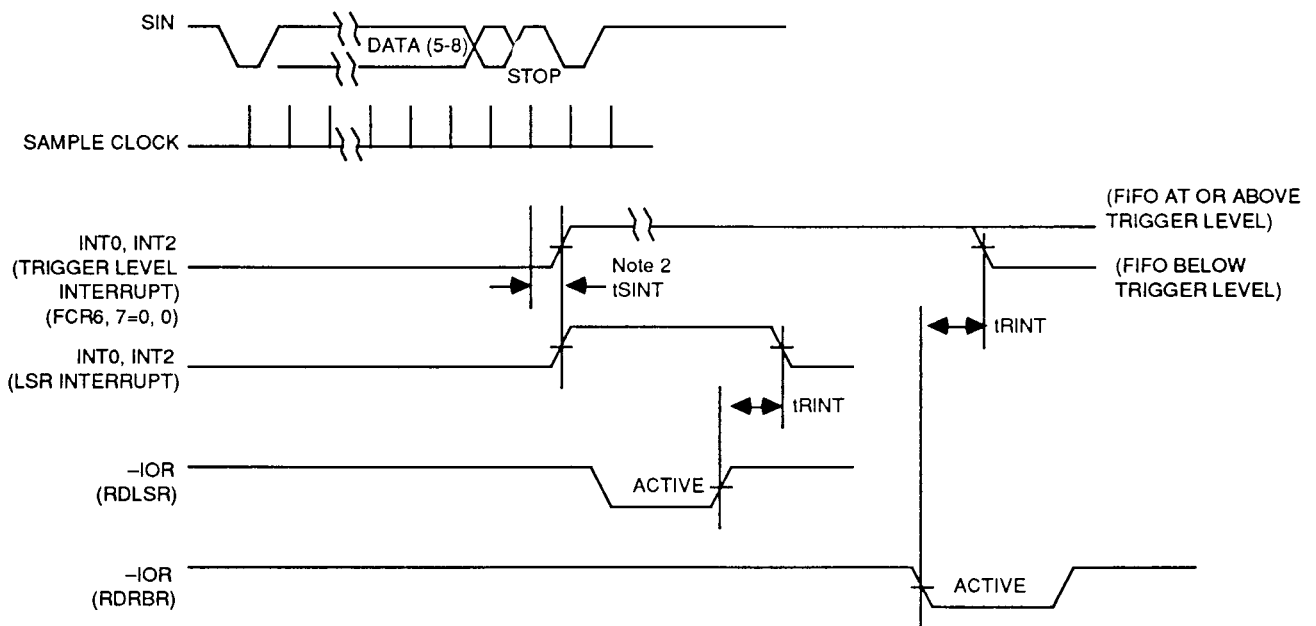 SIN
DATA (5-8)
STOP
SAMPLE CLOCK
(FIFO AT OR ABOVE
TRIGGER LEVEL)
INT0, INT2
(TRIGGER LEVEL
INTERRUPT)
(FCR6, 7=0, 0)
Note 2
tSINT
(FIFO BELOW
TRIGGER LEVEL)
tRINT
INT0, INT2
(LSR INTERRUPT)
tRINT
–IOR
(RDLSR)
ACTIVE
–IOR
(RDRBR)
ACTIVE